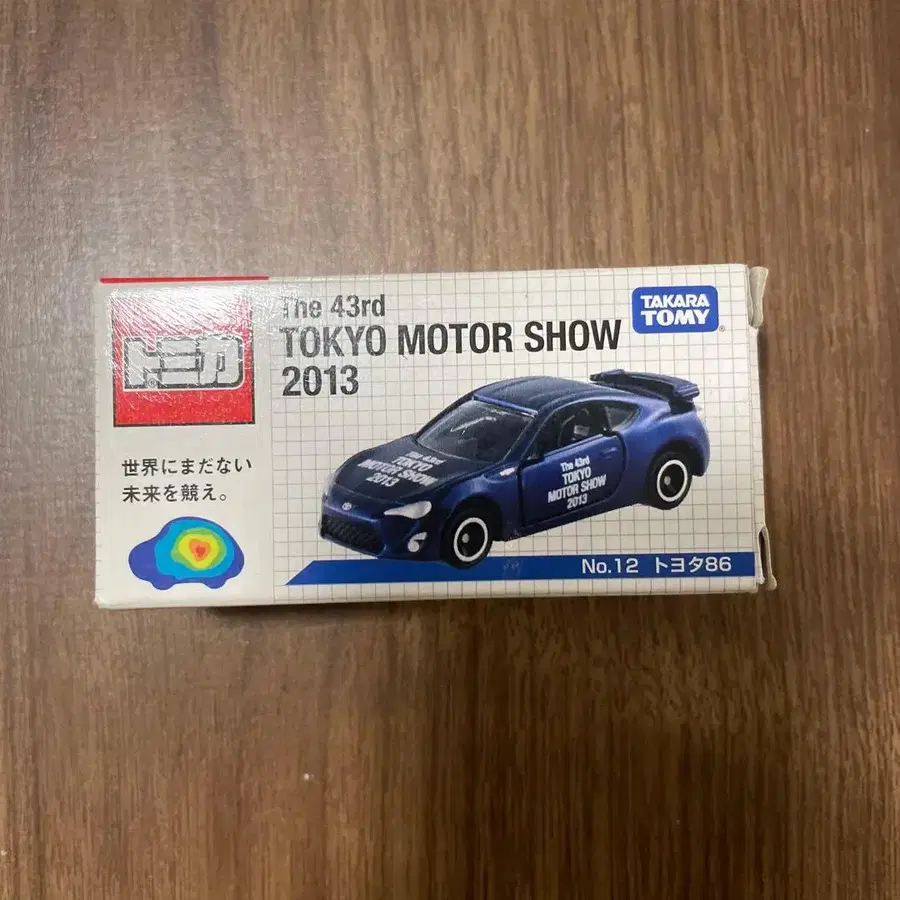 トミカ
The 43rd
TOKYO MOTOR SHOW
2013
TAKARA
TOMY
世界にまだない
未来を競え。
The 43rd
TOKYO
MOTOR SHOW
2013
The 43rd
TOKYO
MOTOR SHOW
2013
No.12 トヨタ86